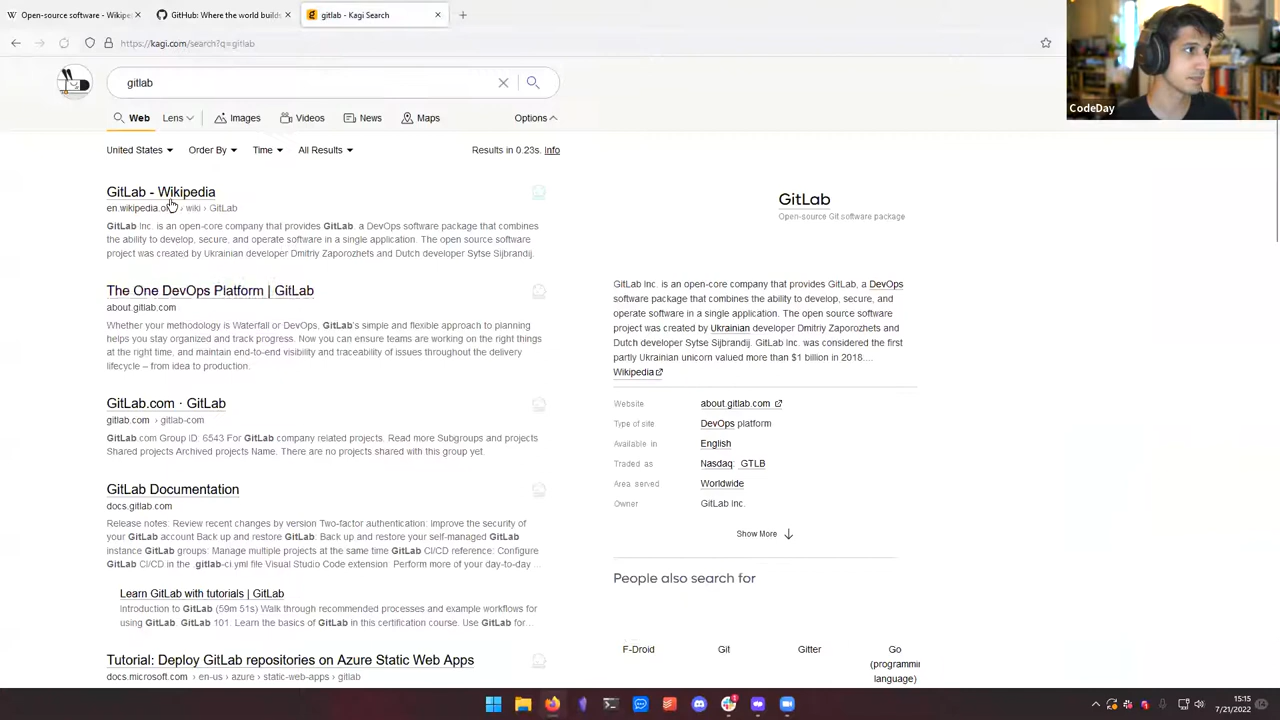 Open-source software - Wikipe
GitHub: Where the world builds
gitlab - Kagi Search
https://kagi.com/search?q=gitlab
gitlab
Web
Lens
Images
Videos
News
Maps
Options
United States
Order By
Time
All Results
Results in 0.23s. info
GitLab - Wikipedia
en.wikipedia.o › wiki › GitLab
GitLab Inc. is an open-core company that provides GitLab, a DevOps software package that combines
the ability to develop, secure, and operate software in a single application. The open source software
project was created by Ukrainian developer Dmitriy Zaporozhets and Dutch developer Sytse Sijbrandij.
The One DevOps Platform | GitLab
about.gitlab.com
Whether your methodology is Waterfall or DevOps, GitLab's simple and flexible approach to planning
helps you stay organized and track progress. Now you can ensure teams are working on the right things
at the right time, and maintain end-to-end visibility and traceability of issues throughout the delivery
lifecycle – from idea to production.
GitLab.com · GitLab
gitlab.com › gitlab-com
GitLab com Group ID: 6543 For GitLab company related projects. Read more Subgroups and projects
Shared projects Archived projects Name. There are no projects shared with this group yet.
GitLab Documentation
docs.gitlab.com
Release notes: Review recent changes by version Two-factor authentication: Improve the security of
your GitLab account Back up and restore GitLab: Back up and restore your self-managed GitLab
instance GitLab groups: Manage multiple projects at the same time GitLab CI/CD reference: Configure
GitLab CI/CD in the .gitlab-ci.yml file Visual Studio Code extension Perform more of your day-to-day ...
Learn GitLab with tutorials | GitLab
Introduction to GitLab (59m 51s) Walk through recommended processes and example workflows for
using GitLab. GitLab 101. Learn the basics of GitLab in this certification course. Use GitLab for...
Tutorial: Deploy GitLab repositories on Azure Static Web Apps
docs.microsoft.com › en-us › azure › static-web-apps › gitlab
GitLab
Open-source Git software package
GitLab Inc. is an open-core company that provides GitLab, a DevOps
software package that combines the ability to develop, secure, and
operate software in a single application. The open source software
project was created by Ukrainian developer Dmitriy Zaporozhets and
Dutch developer Sytse Sijbrandij. GitLab Inc. was considered the first
partly Ukrainian unicorn valued more than $1 billion in 2018....
Wikipedia
Website about.gitlab.com
Type of site DevOps platform
Available in English
Traded as Nasdaq: GTLB
Area served Worldwide
Owner GitLab inc.
Show More
People also search for
F-Droid
Git
Gitter
Go
(programmi
language)
CodeDay
15:15
7/21/2022